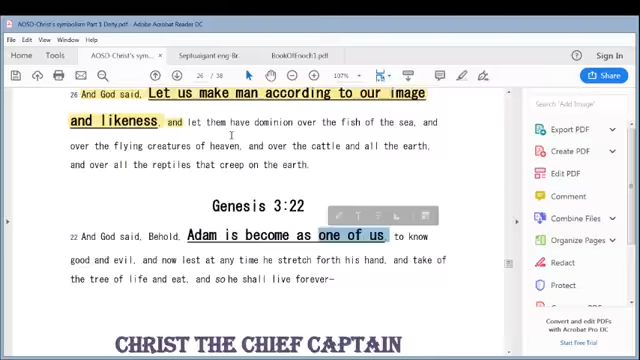 AOSD-Christ's symbolism Part 1 Deity.pdf - Adobe Acrobat Reader DC
File Edit View Window Help
Home Tools AOSD-Christ's symb... × Septuaigant eng-Br... BookOfEnoch1.pdf Sign In
26 / 38 107% Share
26 And God said, Let us make man according to our image
and likeness, and let them have dominion over the fish of the sea, and
over the flying creatures of heaven, and over the cattle and all the earth,
and over all the reptiles that creep on the earth.
Genesis 3:22
22 And God said, Behold, Adam is become as one of us, to know
good and evil, and now lest at any time he stretch forth his hand, and take of
the tree of life and eat, and so he shall live forever—
CHRIST THE CHIEF CAPTAIN
Search 'Add Image'
Export PDF
Create PDF
Edit PDF
Comment
Combine Files
Organize Pages
Redact
Protect
Convert and edit PDFs
with Acrobat Pro DC
Start Free Trial